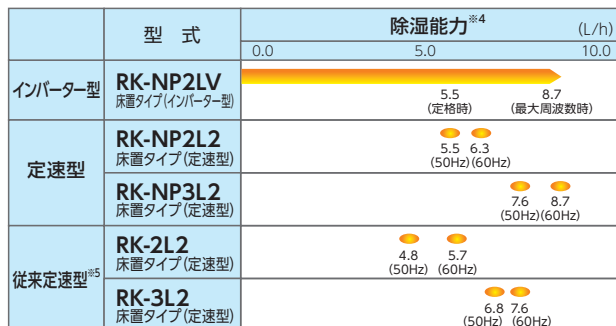 型 式
除湿能力※4
(L/h)
0.0 5.0 10.0
インバーター型
RK-NP2LV
床置タイプ(インバーター型)
5.5 8.7
(定格時) (最大周波数時)
定速型
RK-NP2L2
床置タイプ(定速型)
5.5 6.3
(50Hz) (60Hz)
RK-NP3L2
床置タイプ(定速型)
7.6 8.7
(50Hz) (60Hz)
従来定速型※5
RK-2L2
床置タイプ(定速型)
4.8 5.7
(50Hz) (60Hz)
RK-3L2
床置タイプ(定速型)
6.8 7.6
(50Hz) (60Hz)